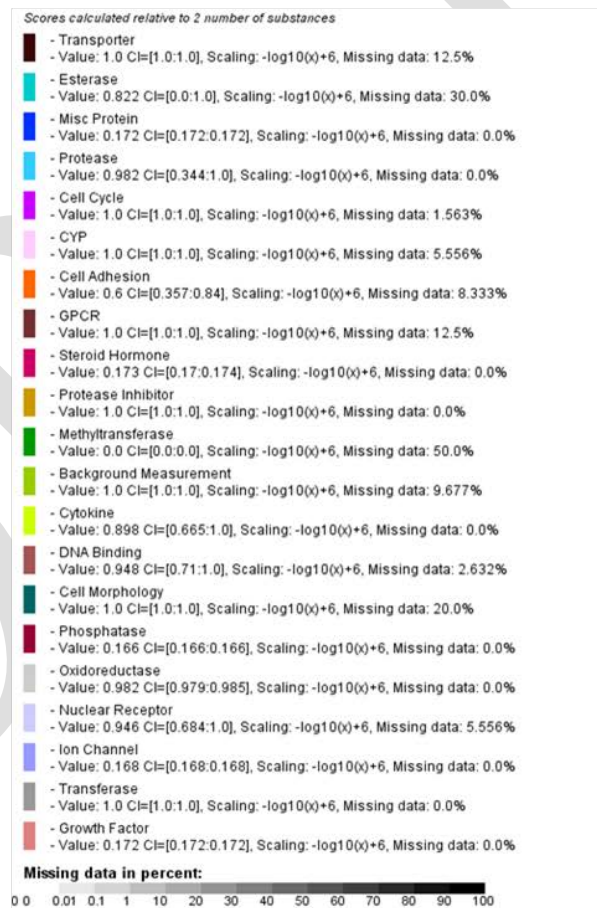 Scores calculated relative to 2 number of substances
- Transporter
- Value: 1.0 CI=[1.0:1.0], Scaling: -log10(x)+6, Missing data: 12.5%
- Esterase
- Value: 0.822 CI=[0.0:1.0], Scaling: -log10(x)+6, Missing data: 30.0%
- Misc Protein
- Value: 0.172 CI=[0.172:0.172], Scaling: -log10(x)+6, Missing data: 0.0%
- Protease
- Value: 0.982 CI=[0.344:1.0], Scaling: -log10(x)+6, Missing data: 0.0%
- Cell Cycle
- Value: 1.0 CI=[1.0:1.0], Scaling: -log10(x)+6, Missing data: 1.563%
- CYP
- Value: 1.0 CI=[1.0:1.0], Scaling: -log10(x)+6, Missing data: 5.556%
- Cell Adhesion
- Value: 0.6 CI=[0.357:0.84], Scaling: -log10(x)+6, Missing data: 8.333%
- GPCR
- Value: 1.0 CI=[1.0:1.0], Scaling: -log10(x)+6, Missing data: 12.5%
- Steroid Hormone
- Value: 0.173 CI=[0.17:0.174], Scaling: -log10(x)+6, Missing data: 0.0%
- Protease Inhibitor
- Value: 1.0 CI=[1.0:1.0], Scaling: -log10(x)+6, Missing data: 0.0%
- Methyltransferase
- Value: 0.0 CI=[0.0:0.0], Scaling: -log10(x)+6, Missing data: 50.0%
- Background Measurement
- Value: 1.0 CI=[1.0:1.0], Scaling: -log10(x)+6, Missing data: 9.677%
- Cytokine
- Value: 0.898 CI=[0.665:1.0], Scaling: -log10(x)+6, Missing data: 0.0%
- DNA Binding
- Value: 0.948 CI=[0.71:1.0], Scaling: -log10(x)+6, Missing data: 2.632%
- Cell Morphology
- Value: 1.0 CI=[1.0:1.0], Scaling: -log10(x)+6, Missing data: 20.0%
- Phosphatase
- Value: 0.166 CI=[0.166:0.166], Scaling: -log10(x)+6, Missing data: 0.0%
- Oxidoreductase
- Value: 0.982 CI=[0.979:0.985], Scaling: -log10(x)+6, Missing data: 0.0%
- Nuclear Receptor
- Value: 0.946 CI=[0.684:1.0], Scaling: -log10(x)+6, Missing data: 5.556%
- Ion Channel
- Value: 0.168 CI=[0.168:0.168], Scaling: -log10(x)+6, Missing data: 0.0%
- Transferase
- Value: 1.0 CI=[1.0:1.0], Scaling: -log10(x)+6, Missing data: 0.0%
- Growth Factor
- Value: 0.172 CI=[0.172:0.172], Scaling: -log10(x)+6, Missing data: 0.0%
Missing data in percent:
0 0 0.01 0.1 1 10 20 30 40 50 60 70 80 90 100